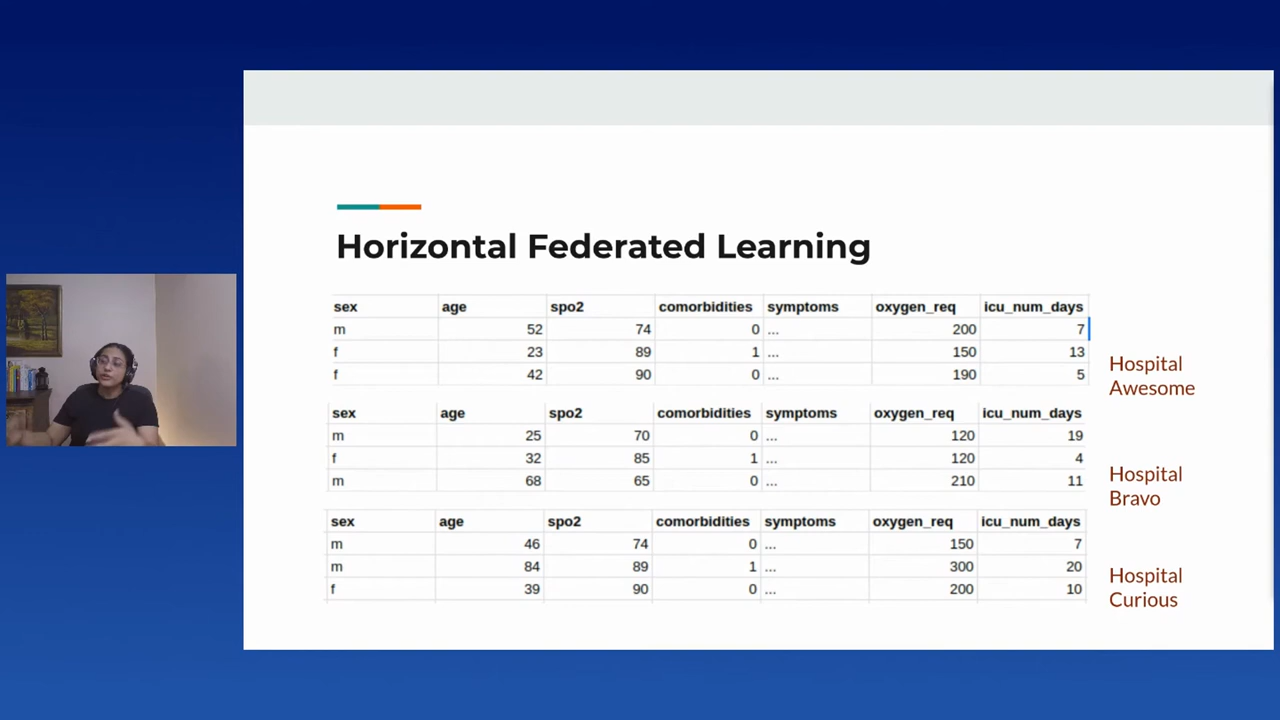 Horizontal Federated Learning
sex age spo2 comorbidities symptoms oxygen_req icu_num_days
m 52 74 0 ... 200 7
f 23 89 1 ... 150 13
f 42 90 0 ... 190 5
Hospital
Awesome
sex age spo2 comorbidities symptoms oxygen_req icu_num_days
m 25 70 0 ... 120 19
f 32 85 1 ... 120 4
m 68 65 0 ... 210 11
Hospital
Bravo
sex age spo2 comorbidities symptoms oxygen_req icu_num_days
m 46 74 0 ... 150 7
m 84 89 1 ... 300 20
f 39 90 0 ... 200 10
Hospital
Curious